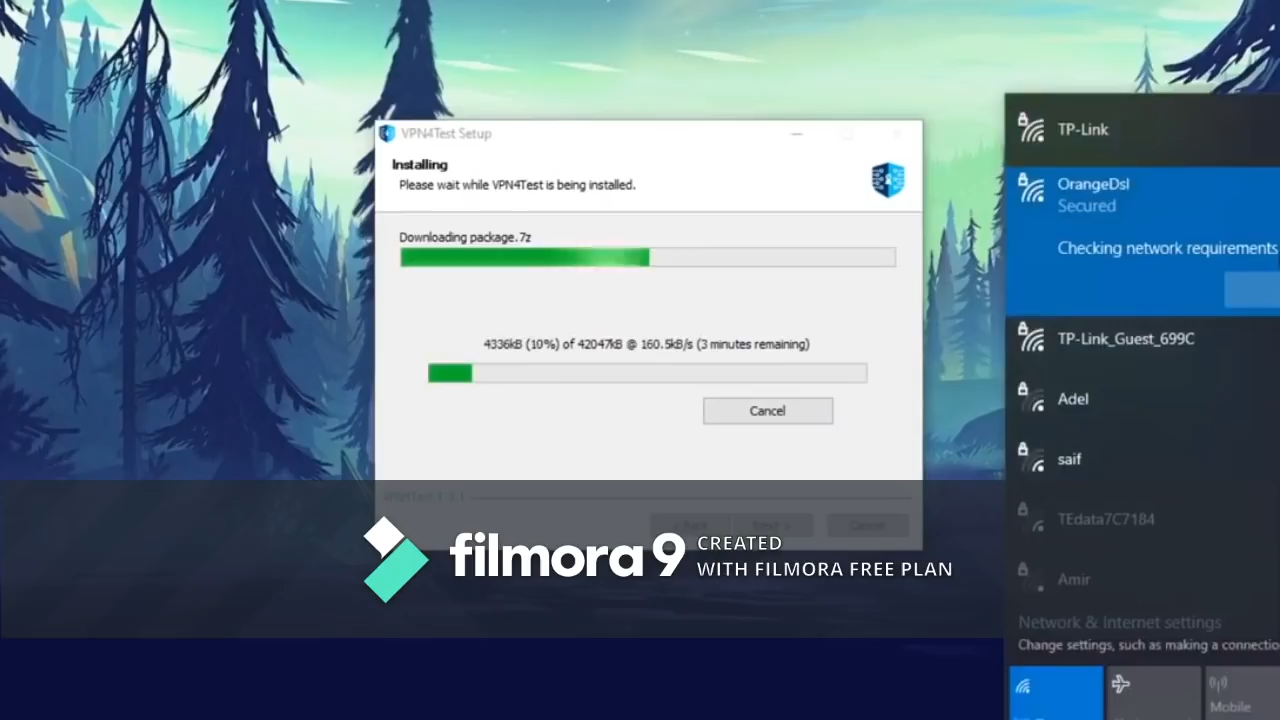 VPN4Test Setup
Installing
Please wait while VPN4Test is being installed.
Downloading package.7z
4336kB (10%) of 42047kB @ 160.5kB/s (3 minutes remaining)
Cancel
Cancel
filmora9 CREATED
WITH FILMORA FREE PLAN
TP-Link
OrangeDsl
Secured
Checking network requirements
TP-Link_Guest_699C
Adel
saif
TEdata7C7184
Amir
Network & Internet settings
Change settings, such as making a connectio
Mobile